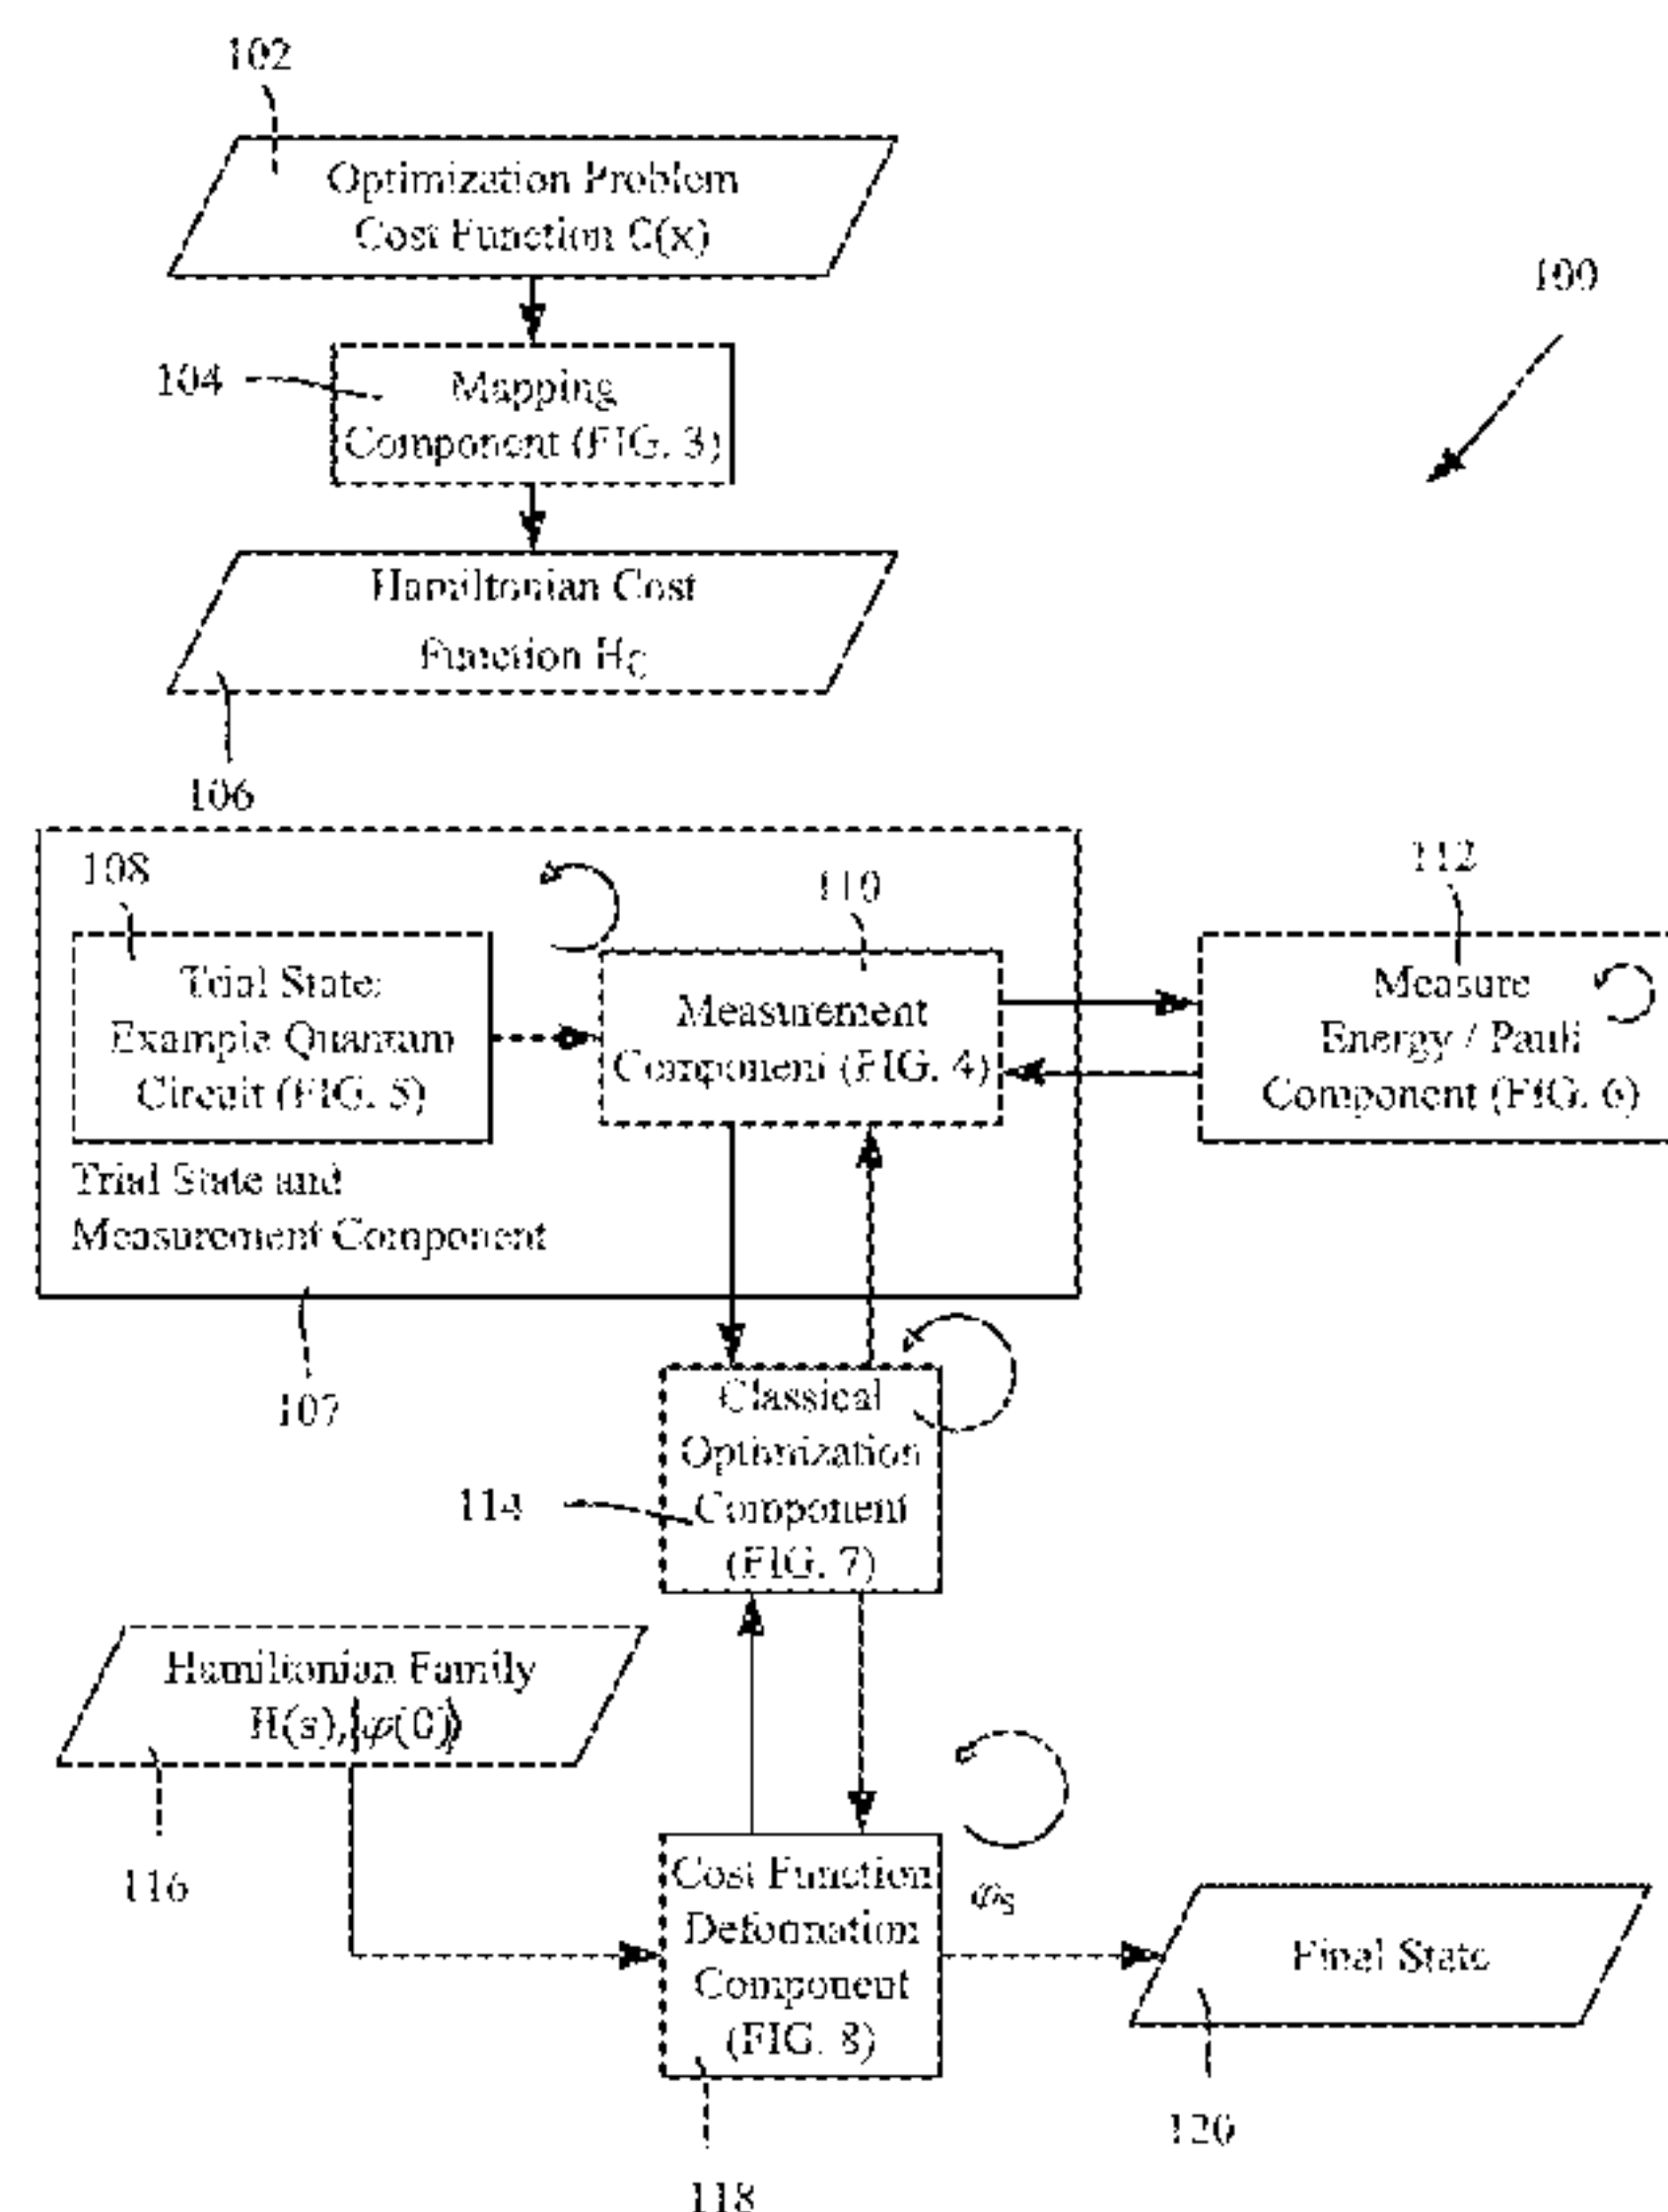 102
Optimization Problem
Cost Function C(x)
100
104
Mapping
Component (FIG. 3)
Hamiltonian Cost
Function H_C
106
108
110
112
Trial State:
Example Quantum
Circuit (FIG. 5)
Measurement
Component (FIG. 4)
Measure
Energy / Pauli
Component (FIG. 6)
Trial State and
Measurement Component
107
Classical
Optimization
Component
(FIG. 7)
114
Hamiltonian Family
H(s), |φ(0)⟩
116
Cost Function
Deformation
Component
(FIG. 8)
φ_S
Final State
120
118